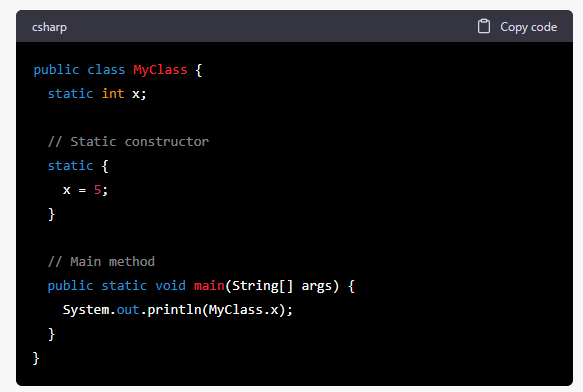 csharp
Copy code
public class MyClass {
static int x;
// Static constructor
static {
x = 5;
}
// Main method
public static void main(String[] args) {
System.out.println(MyClass.x);
}
}